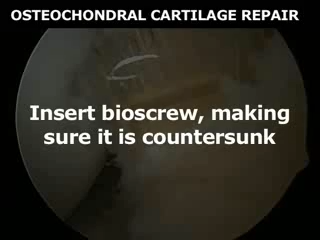 OSTEOCHONDRAL CARTILAGE REPAIR
Insert bioscrew, making
sure it is countersunk